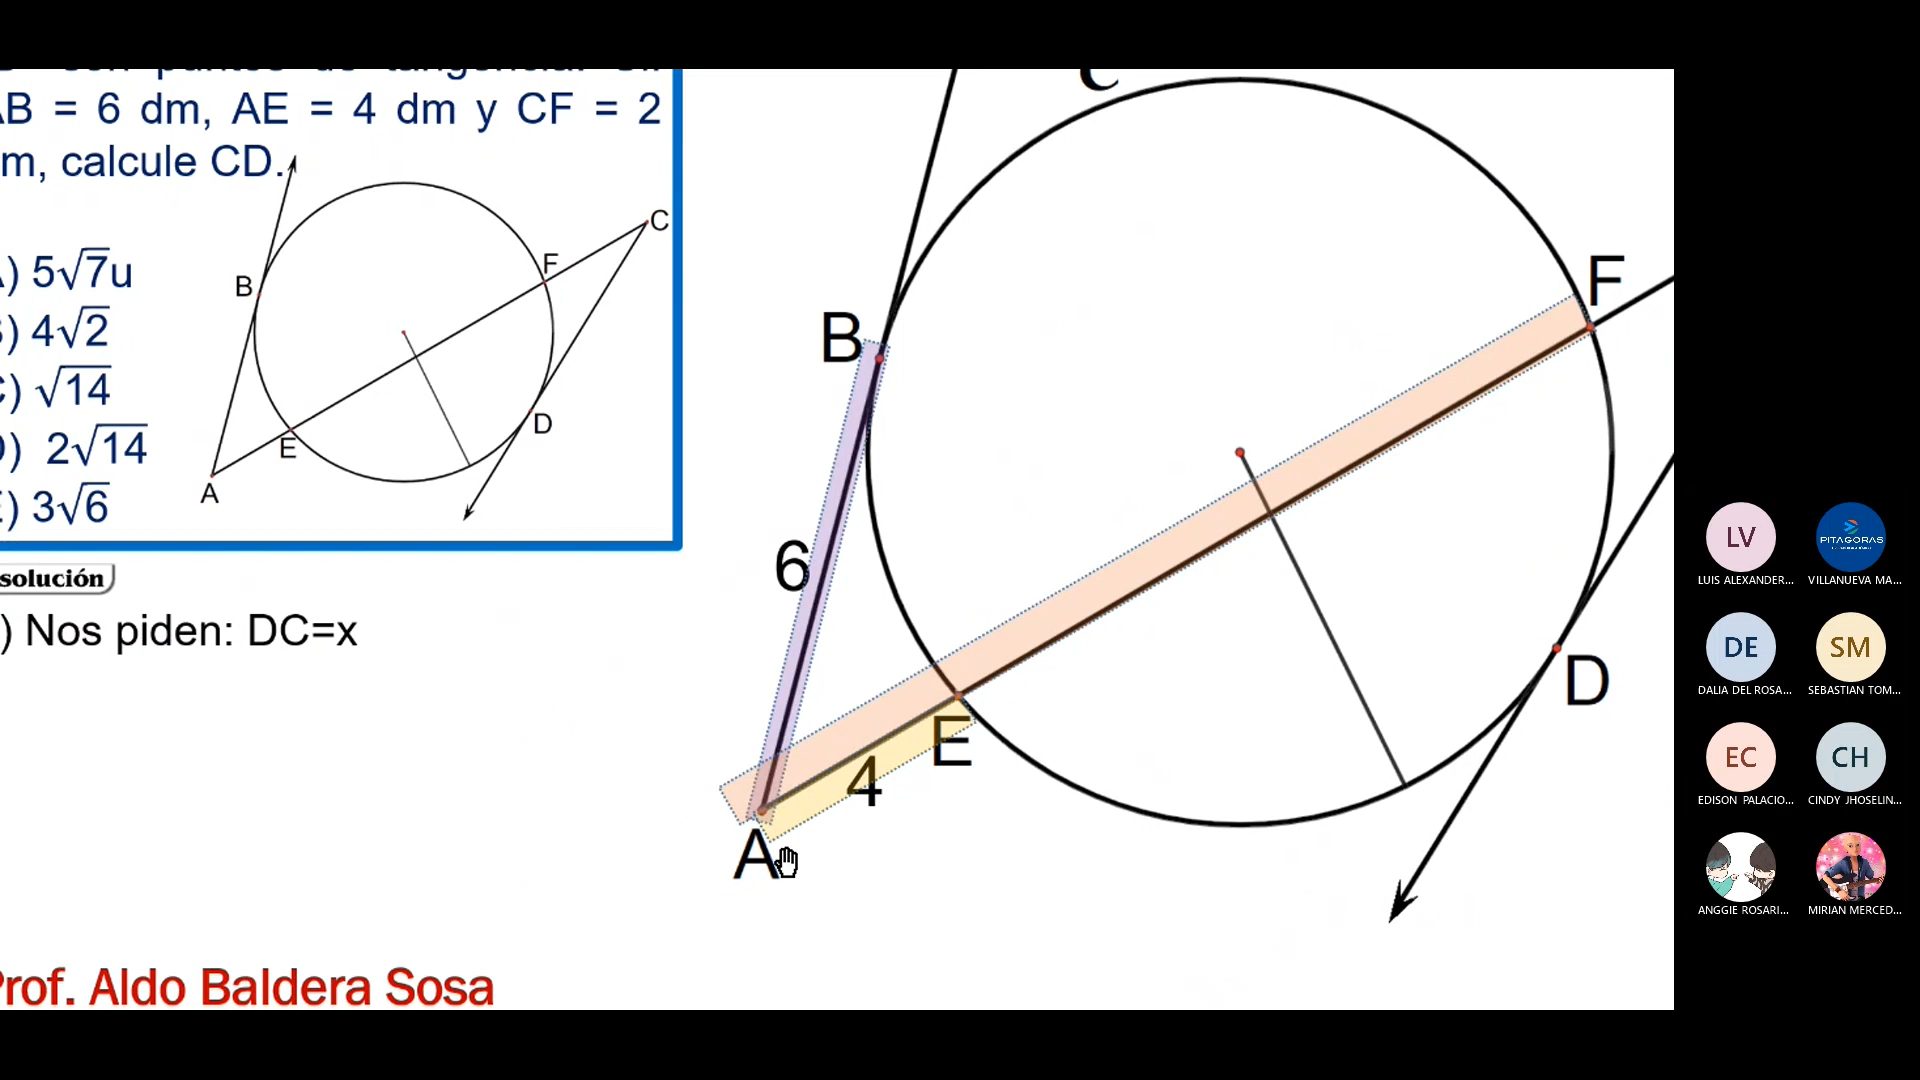 AB = 6 dm, AE = 4 dm y CF = 2
m, calcule CD.
A) 5√7u
B) 4√2
C) √14
D) 2√14
E) 3√6
B
F
C
E
D
A
solución
) Nos piden: DC=x
Prof. Aldo Baldera Sosa
C
F
B
6
D
E
4
A
LV
LUIS ALEXANDER...
PITAGORAS
VILLANUEVA MA...
DE
DALIA DEL ROSA...
SM
SEBASTIAN TOM...
EC
EDISON PALACIO...
CH
CINDY JHOSELIN...
ANGGIE ROSARI...
MIRIAN MERCED...